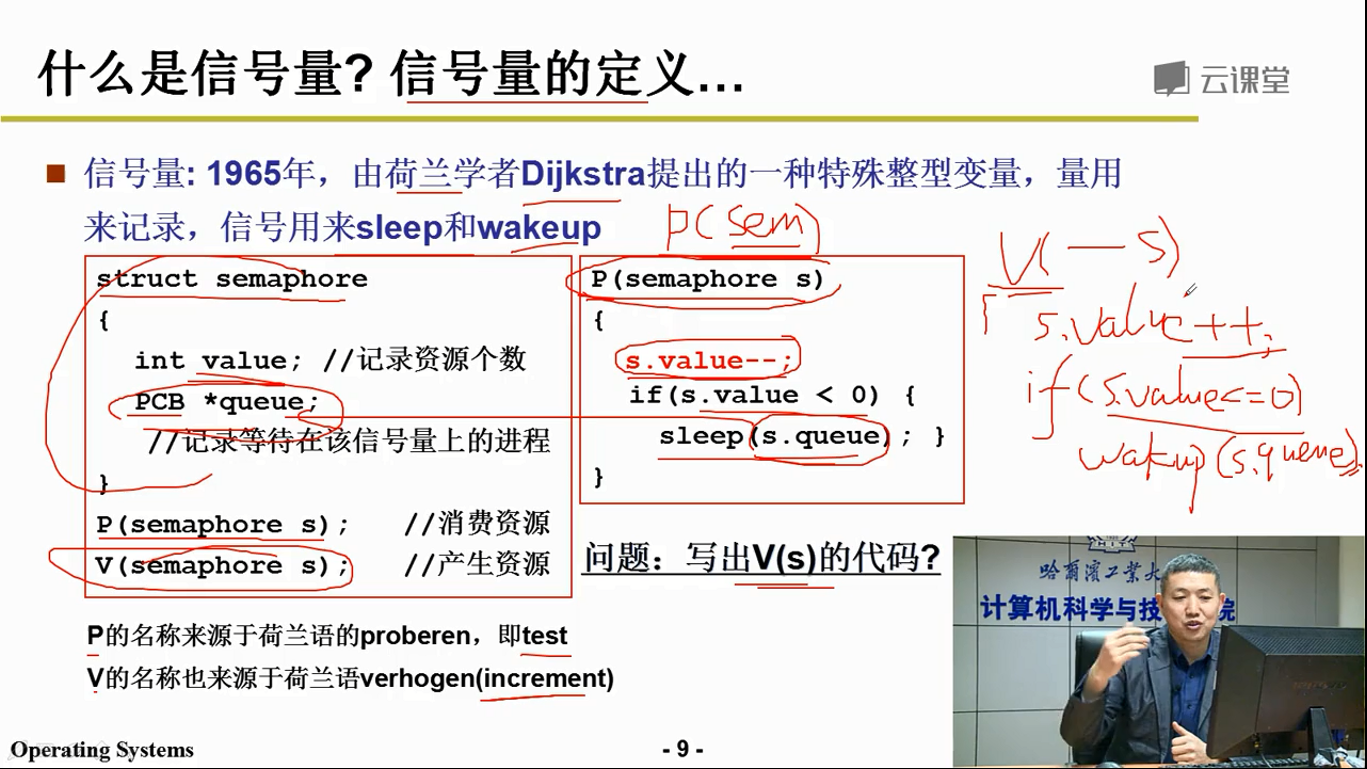 什么是信号量? 信号量的定义…
云课堂
信号量: 1965年，由荷兰学者Dijkstra提出的一种特殊整型变量，量用
来记录，信号用来sleep和wakeup
P(sem)
struct semaphore
{
int value; //记录资源个数
PCB *queue;
//记录等待在该信号量上的进程
}
P(semaphore s); //消费资源
V(semaphore s); //产生资源
P(semaphore s)
{
s.value--;
if(s.value < 0) {
sleep(s.queue); }
}
V(— s)
s.value++;
if(s.value<=0)
wakup(s.queue);
问题：写出V(s)的代码?
P的名称来源于荷兰语的proberen，即test
V的名称也来源于荷兰语verhogen(increment)
哈尔滨工业大
计算机科学与技 院
Operating Systems
- 9 -